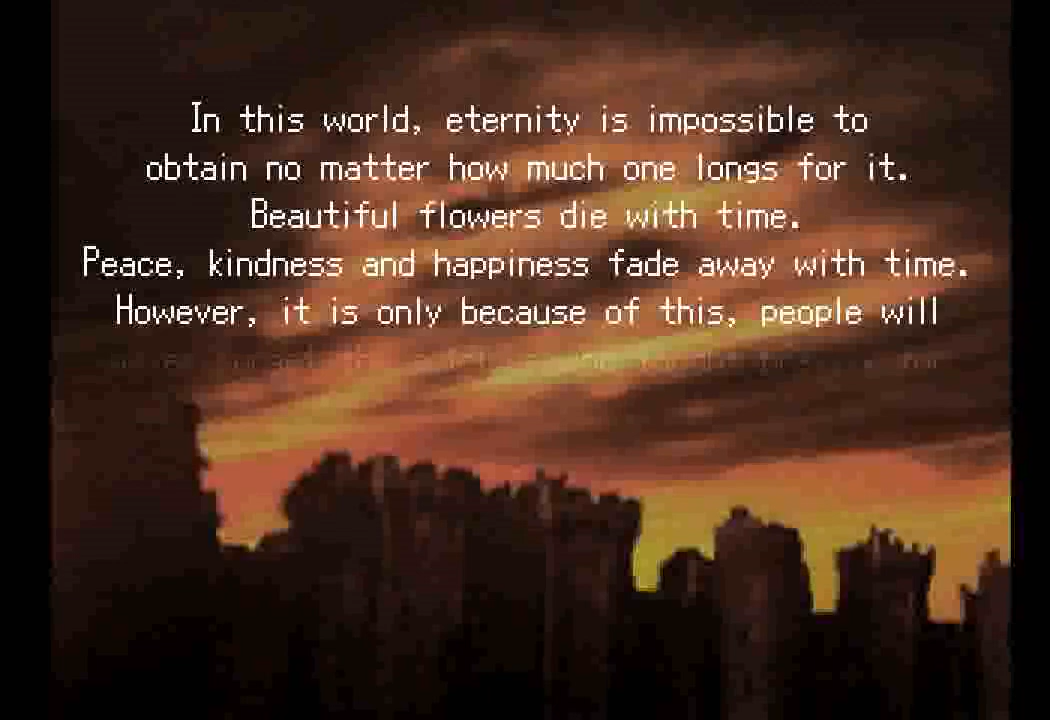 In this world, eternity is impossible to
obtain no matter how much one longs for it.
Beautiful flowers die with time.
Peace, kindness and happiness fade away with time.
However, it is only because of this, people will